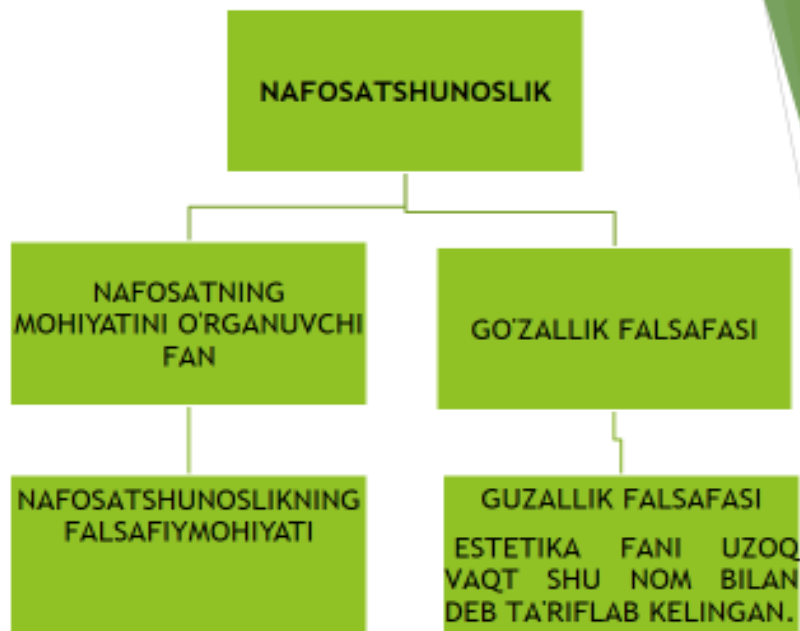 NAFOSATSHUNOSLIK
NAFOSATNING
MOHIYATINI O'RGANUVCHI
FAN
GO'ZALLIK FALSAFASI
NAFOSATSHUNOSLIKNING
FALSAFIYMOHIYATI
GUZALLIK FALSAFASI
ESTETIKA FANI UZOQ
VAQT SHU NOM BILAN
DEB TA'RIFLAB KELINGAN.